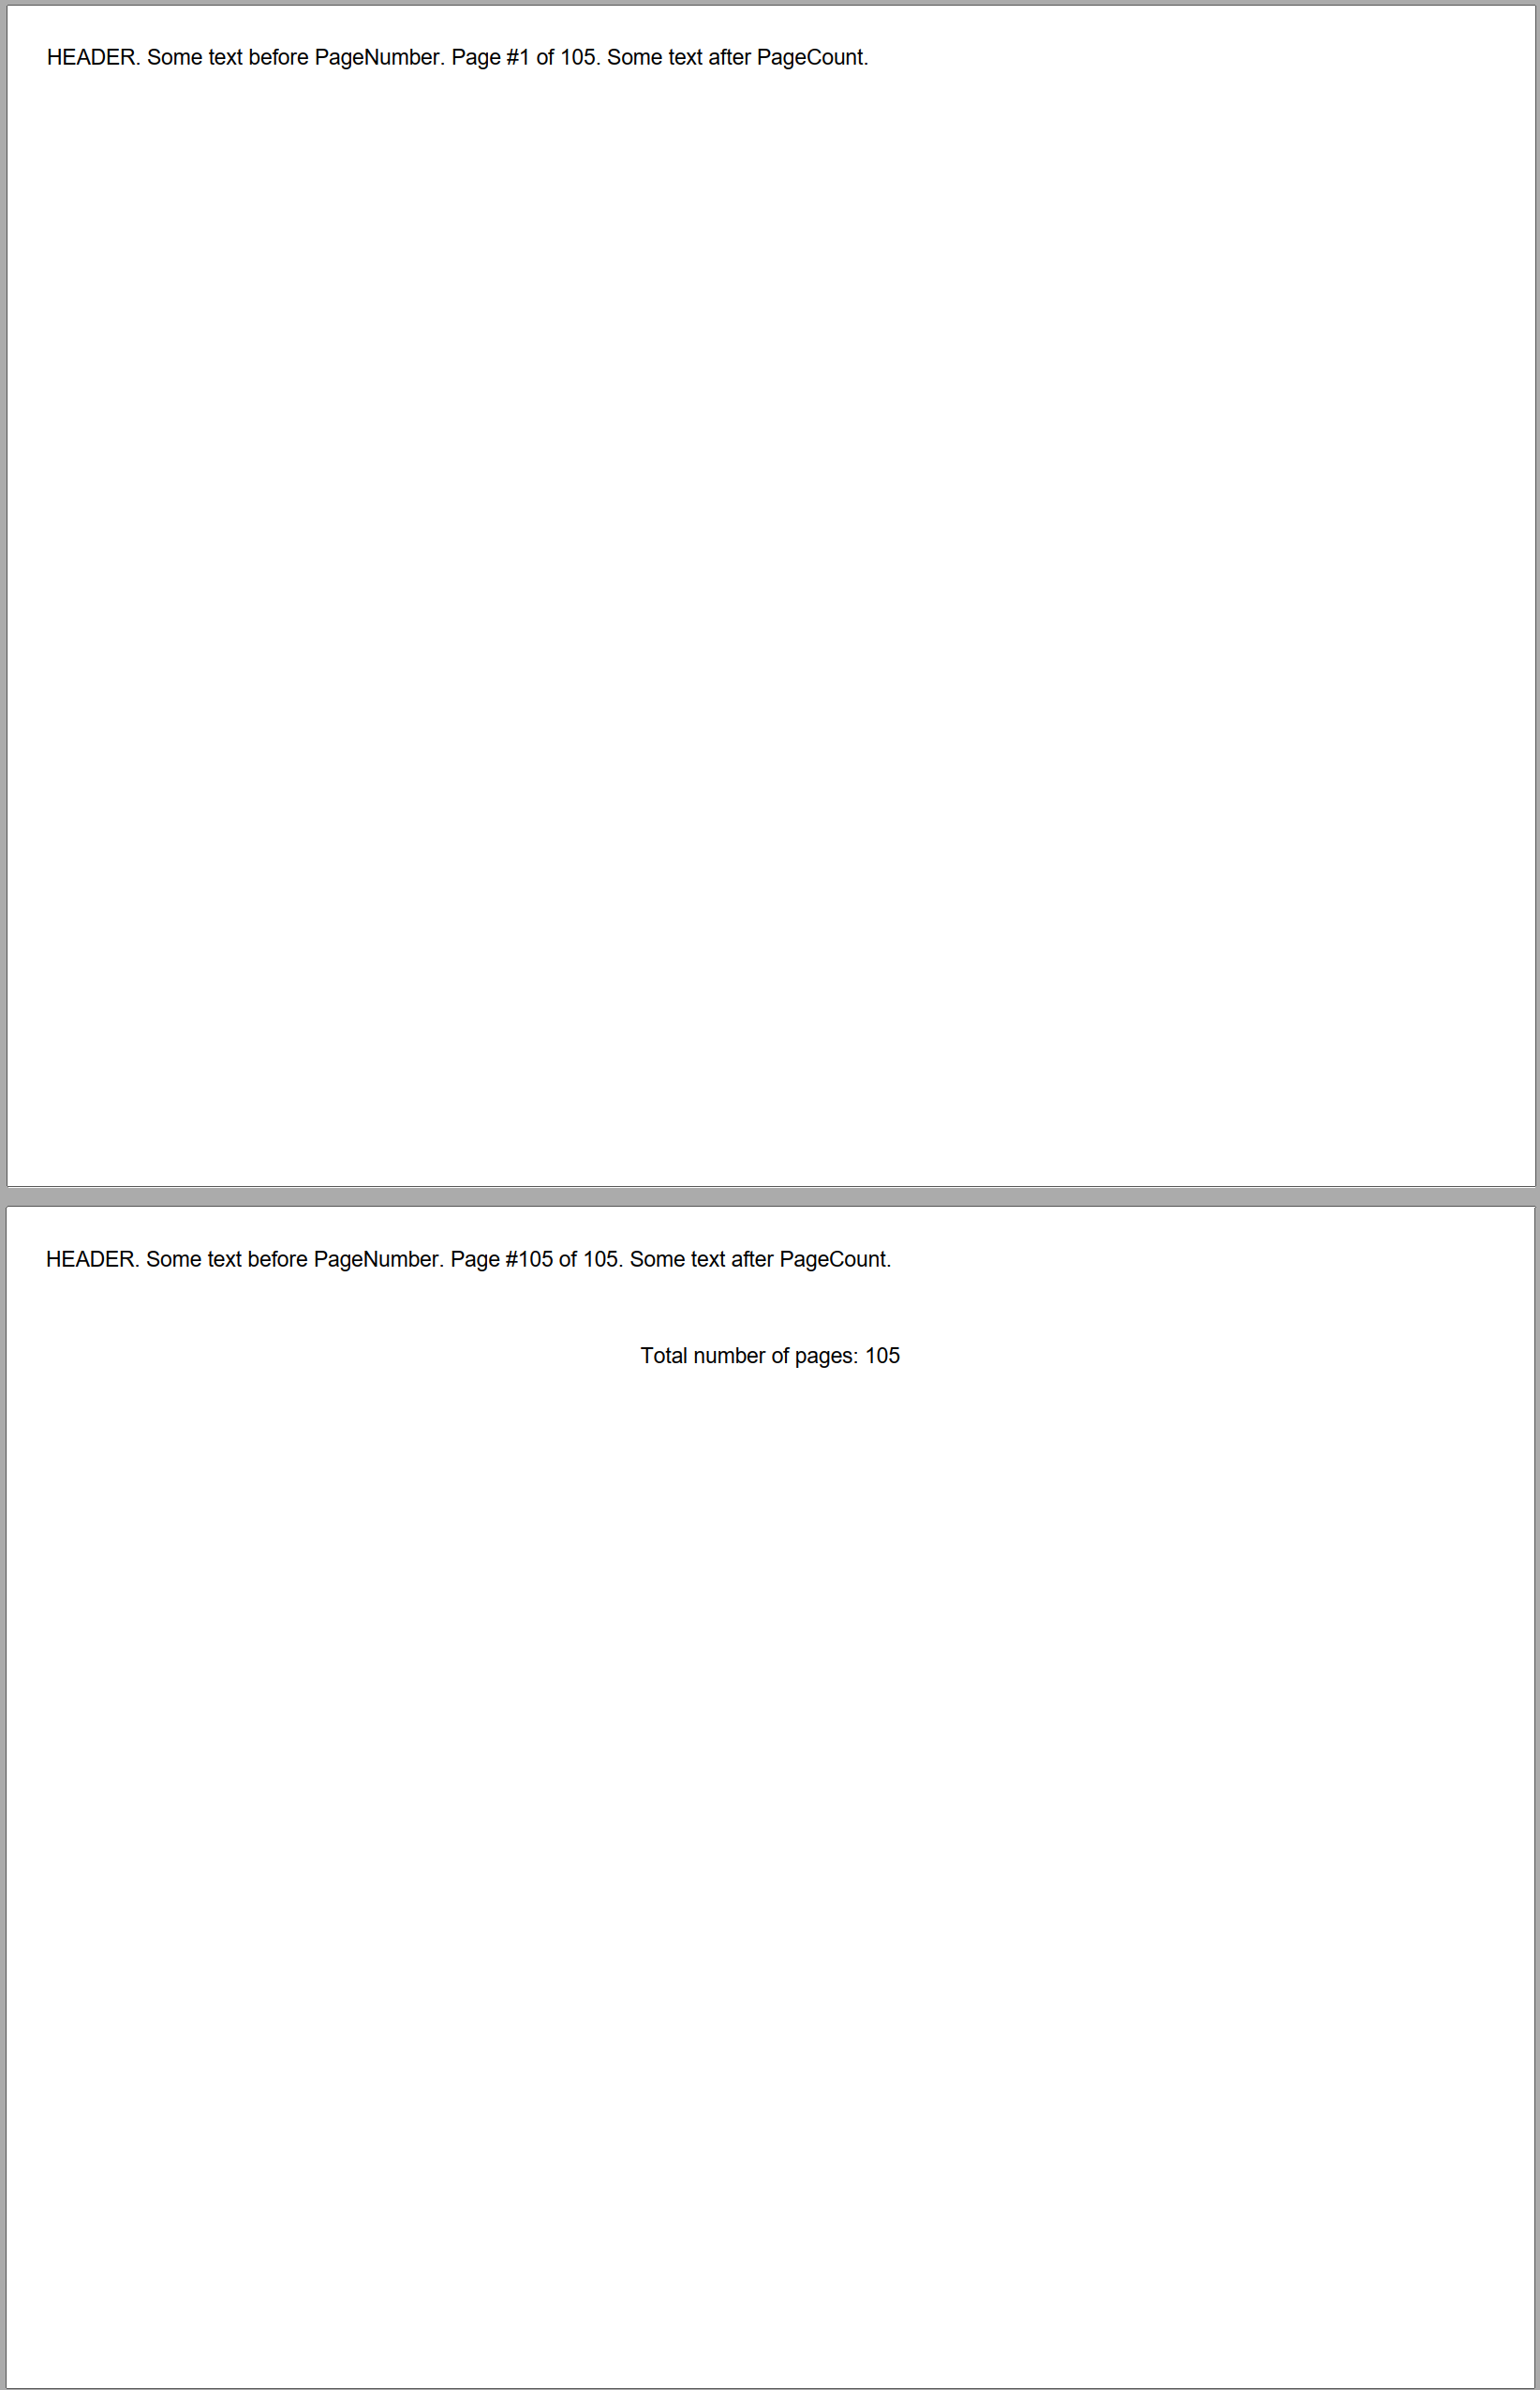 HEADER. Some text before PageNumber. Page #1 of 105. Some text after PageCount.
HEADER. Some text before PageNumber. Page #105 of 105. Some text after PageCount.
Total number of pages: 105